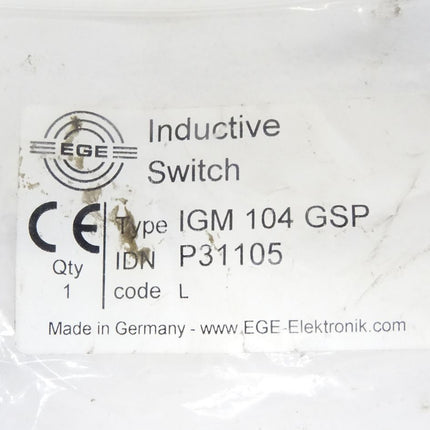 EGE
Inductive
Switch
CE
Type IGM 104 GSP
IDN P31105
code L
Qty
1
Made in Germany - www.EGE-Elektronik.com